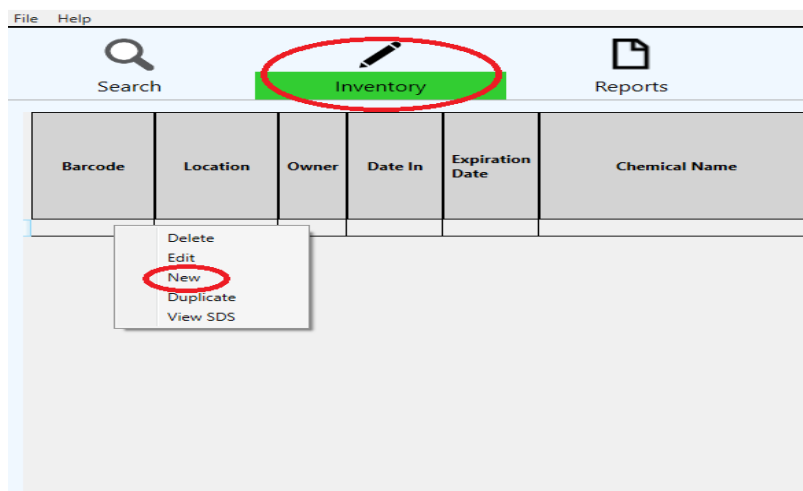 File Help
Search Inventory Reports
Barcode Location Owner Date In Expiration Date Chemical Name
Delete
Edit
New
Duplicate
View SDS